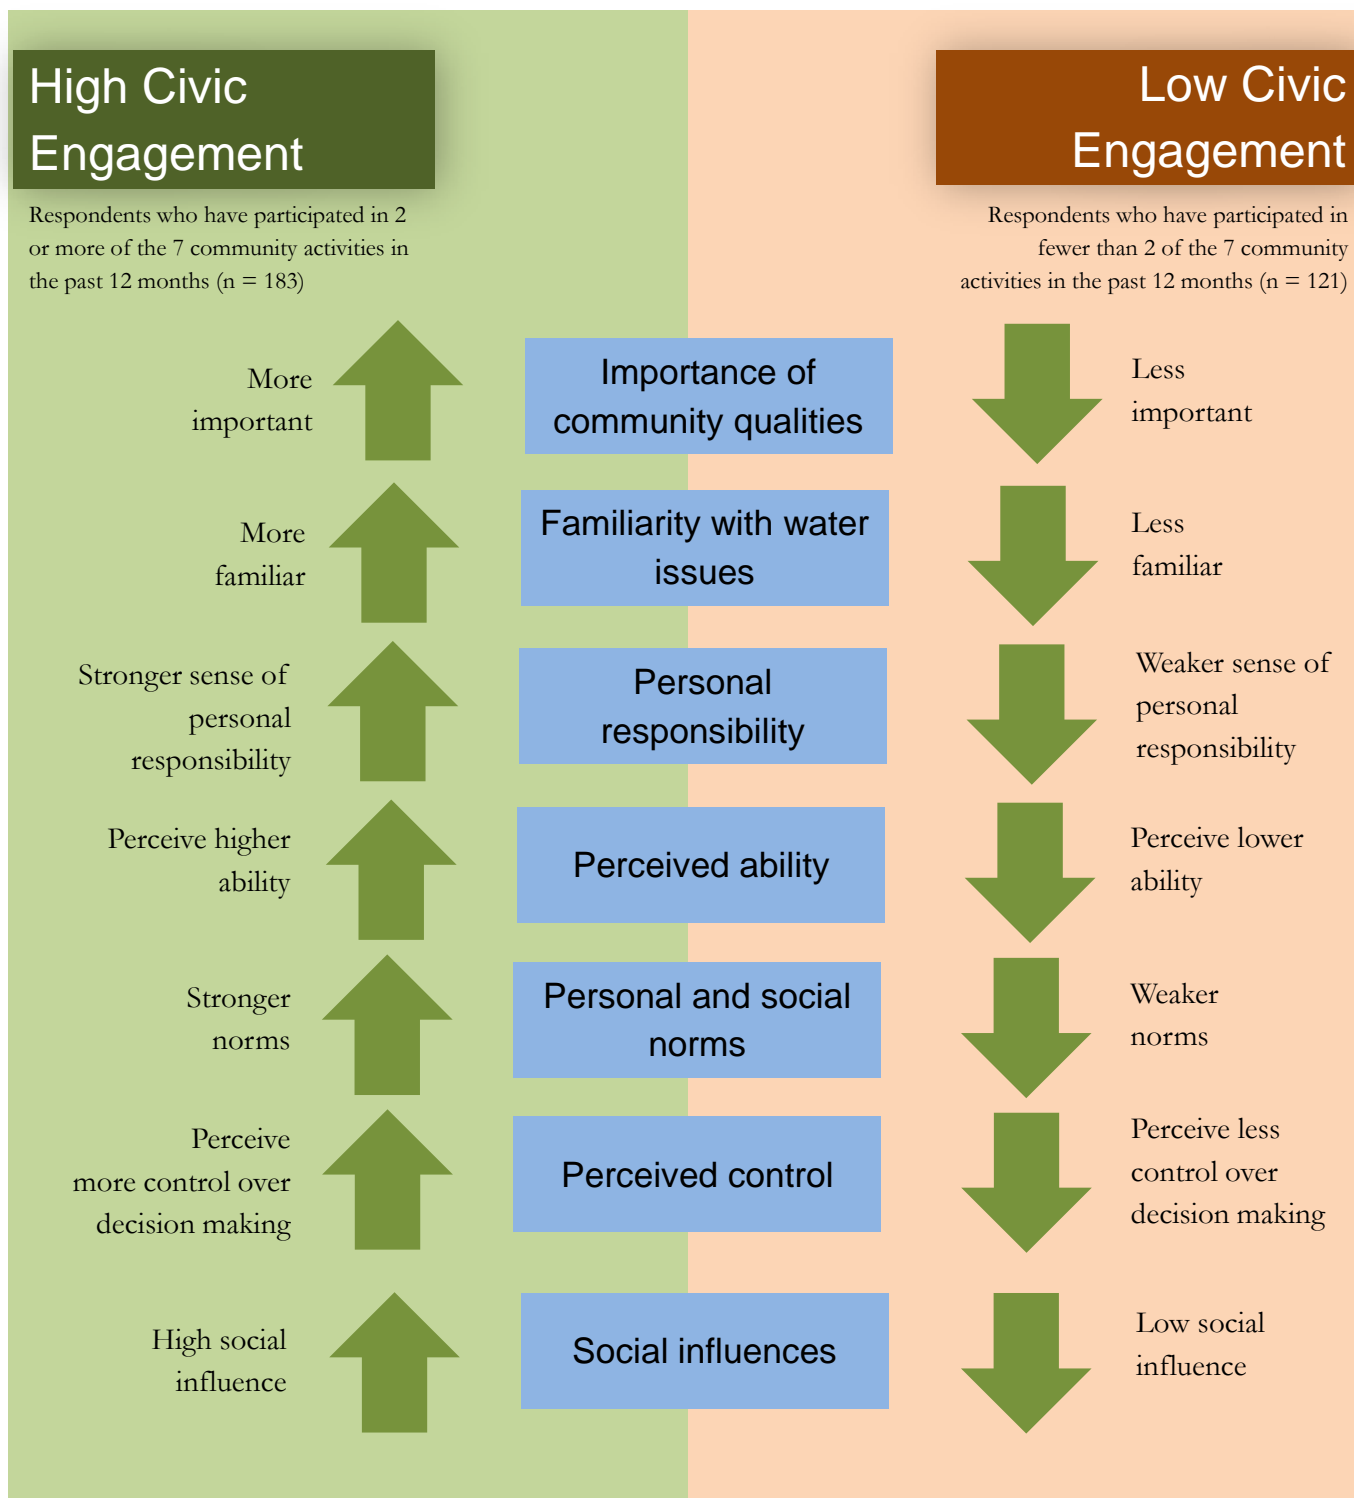 High Civic
Engagement
Respondents who have participated in 2
or more of the 7 community activities in
the past 12 months (n = 183)
Low Civic
Engagement
Respondents who have participated in
fewer than 2 of the 7 community
activities in the past 12 months (n = 121)
More
important
Importance of
community qualities
Less
important
More
familiar
Familiarity with water
issues
Less
familiar
Stronger sense of
personal
responsibility
Personal
responsibility
Weaker sense of
personal
responsibility
Perceive higher
ability
Perceived ability
Perceive lower
ability
Stronger
norms
Personal and social
norms
Weaker
norms
Perceive
more control over
decision making
Perceived control
Perceive less
control over
decision making
High social
influence
Social influences
Low social
influence